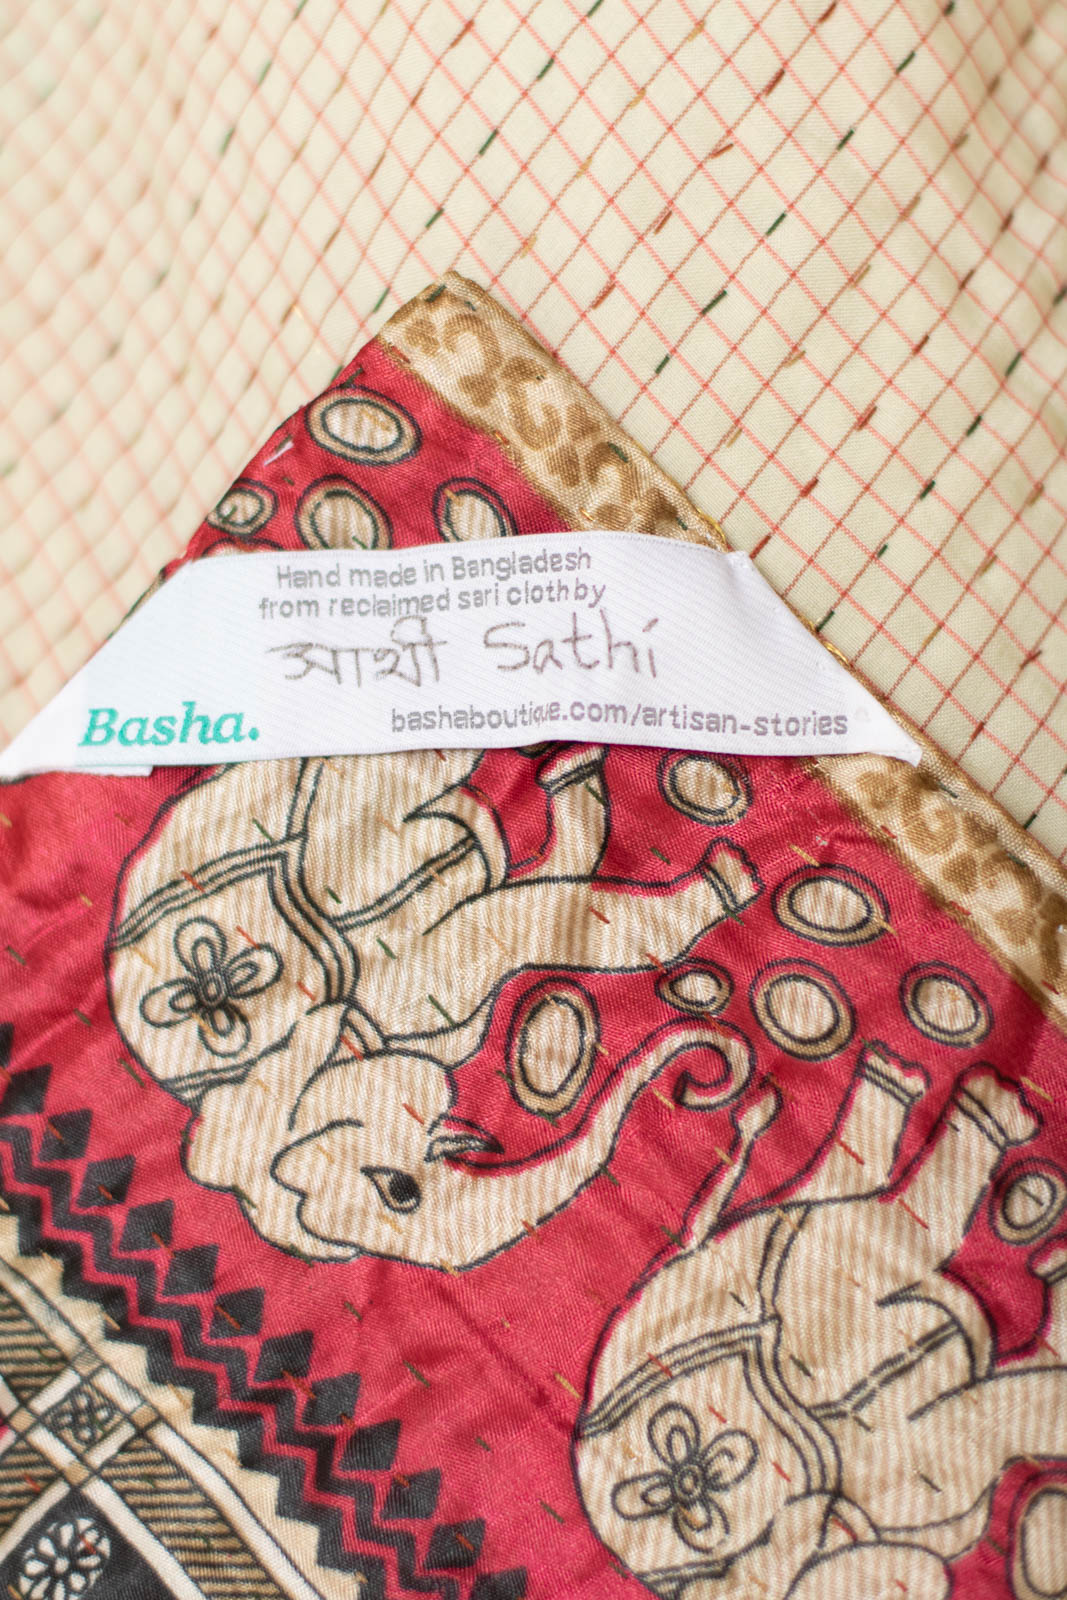 Hand made in Bangladesh
from reclaimed sari cloth by
সাথী Sathi
Basha.
bashaboutique.com/artisan-stories